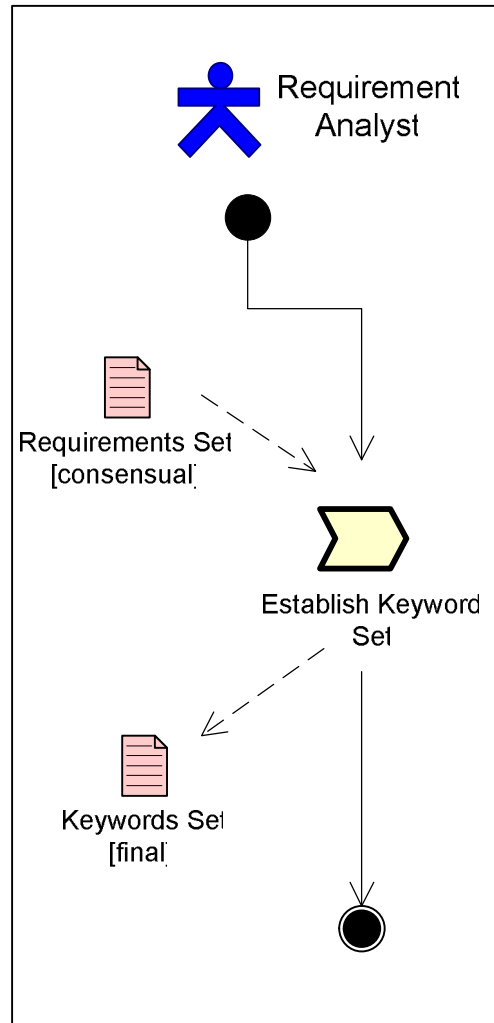 Requirement
Analyst
Requirements Set
[consensual]
Establish Keyword
Set
Keywords Set
[final]